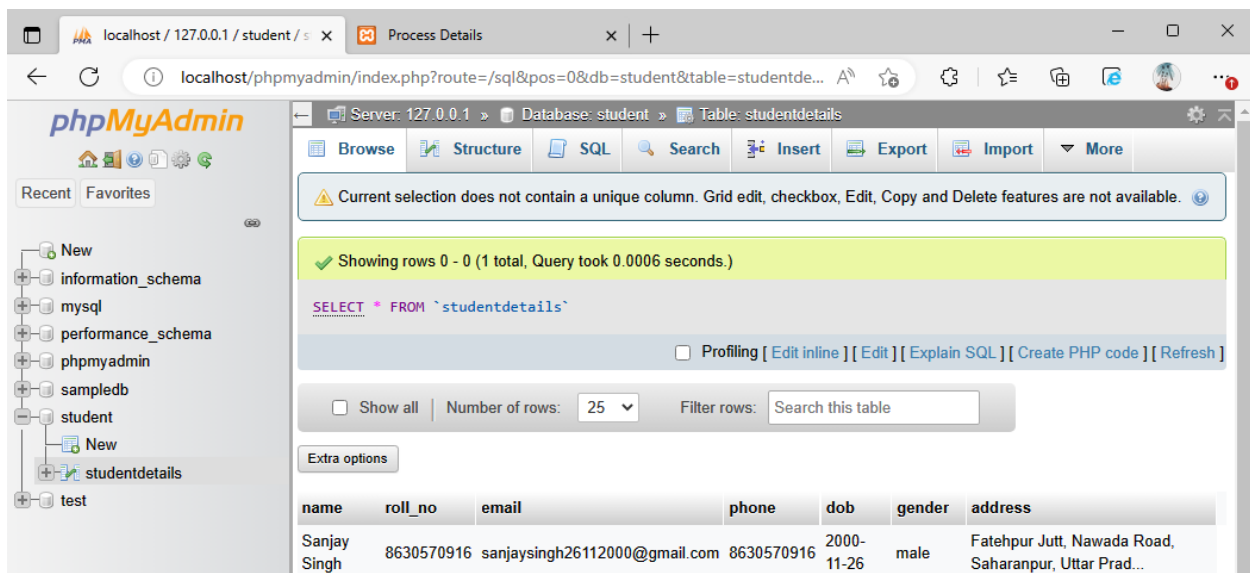 localhost / 127.0.0.1 / student / s
Process Details
localhost/phpmyadmin/index.php?route=/sql&pos=0&db=student&table=studentde...
phpMyAdmin
Recent Favorites
New
information_schema
mysql
performance_schema
phpmyadmin
sampledb
student
New
studentdetails
test
Server: 127.0.0.1 » Database: student » Table: studentdetails
Browse Structure SQL Search Insert Export Import More
Current selection does not contain a unique column. Grid edit, checkbox, Edit, Copy and Delete features are not available.
Showing rows 0 - 0 (1 total, Query took 0.0006 seconds.)
SELECT * FROM `studentdetails`
Profiling [ Edit inline ] [ Edit ] [ Explain SQL ] [ Create PHP code ] [ Refresh ]
Show all Number of rows: 25 Filter rows: Search this table
Extra options
name roll_no email phone dob gender address
Sanjay Singh 8630570916 sanjaysingh26112000@gmail.com 8630570916 2000-11-26 male Fatehpur Jutt, Nawada Road, Saharanpur, Uttar Prad...